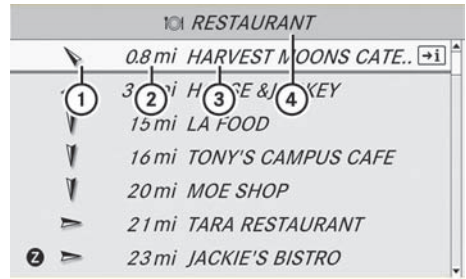 RESTAURANT
0.8 mi HARVEST MOONS CATE.. i
1 2 3 4
15 mi LA FOOD
16 mi TONY'S CAMPUS CAFE
20 mi MOE SHOP
21 mi TARA RESTAURANT
Z 23 mi JACKIE'S BISTRO